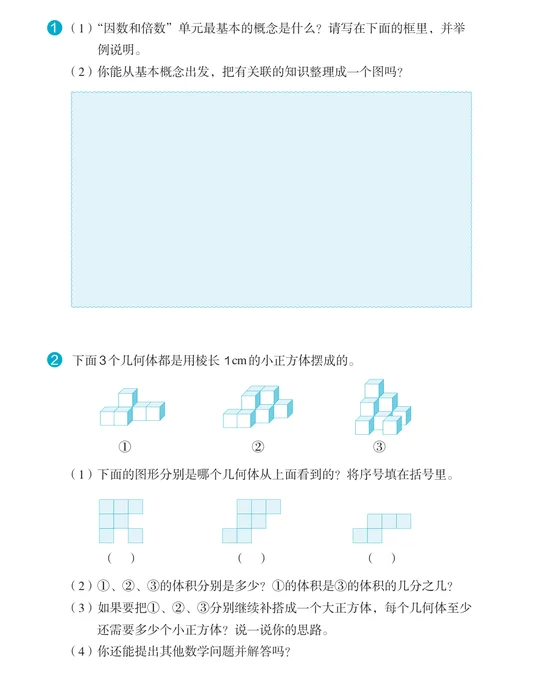 1 (1)“因数和倍数”单元最基本的概念是什么?请写在下面的框里,并举
例说明。
(2)你能从基本概念出发,把有关联的知识整理成一个图吗?
2 下面3个几何体都是用棱长 1cm的小正方体摆成的。
① ② ③
(1)下面的图形分别是哪个几何体从上面看到的?将序号填在括号里。
( ) ( ) ( )
(2)①、②、③的体积分别是多少?①的体积是③的体积的几分之几?
(3)如果要把①、②、③分别继续补搭成一个大正方体,每个几何体至少
还需要多少个小正方体?说一说你的思路。
(4)你还能提出其他数学问题并解答吗?